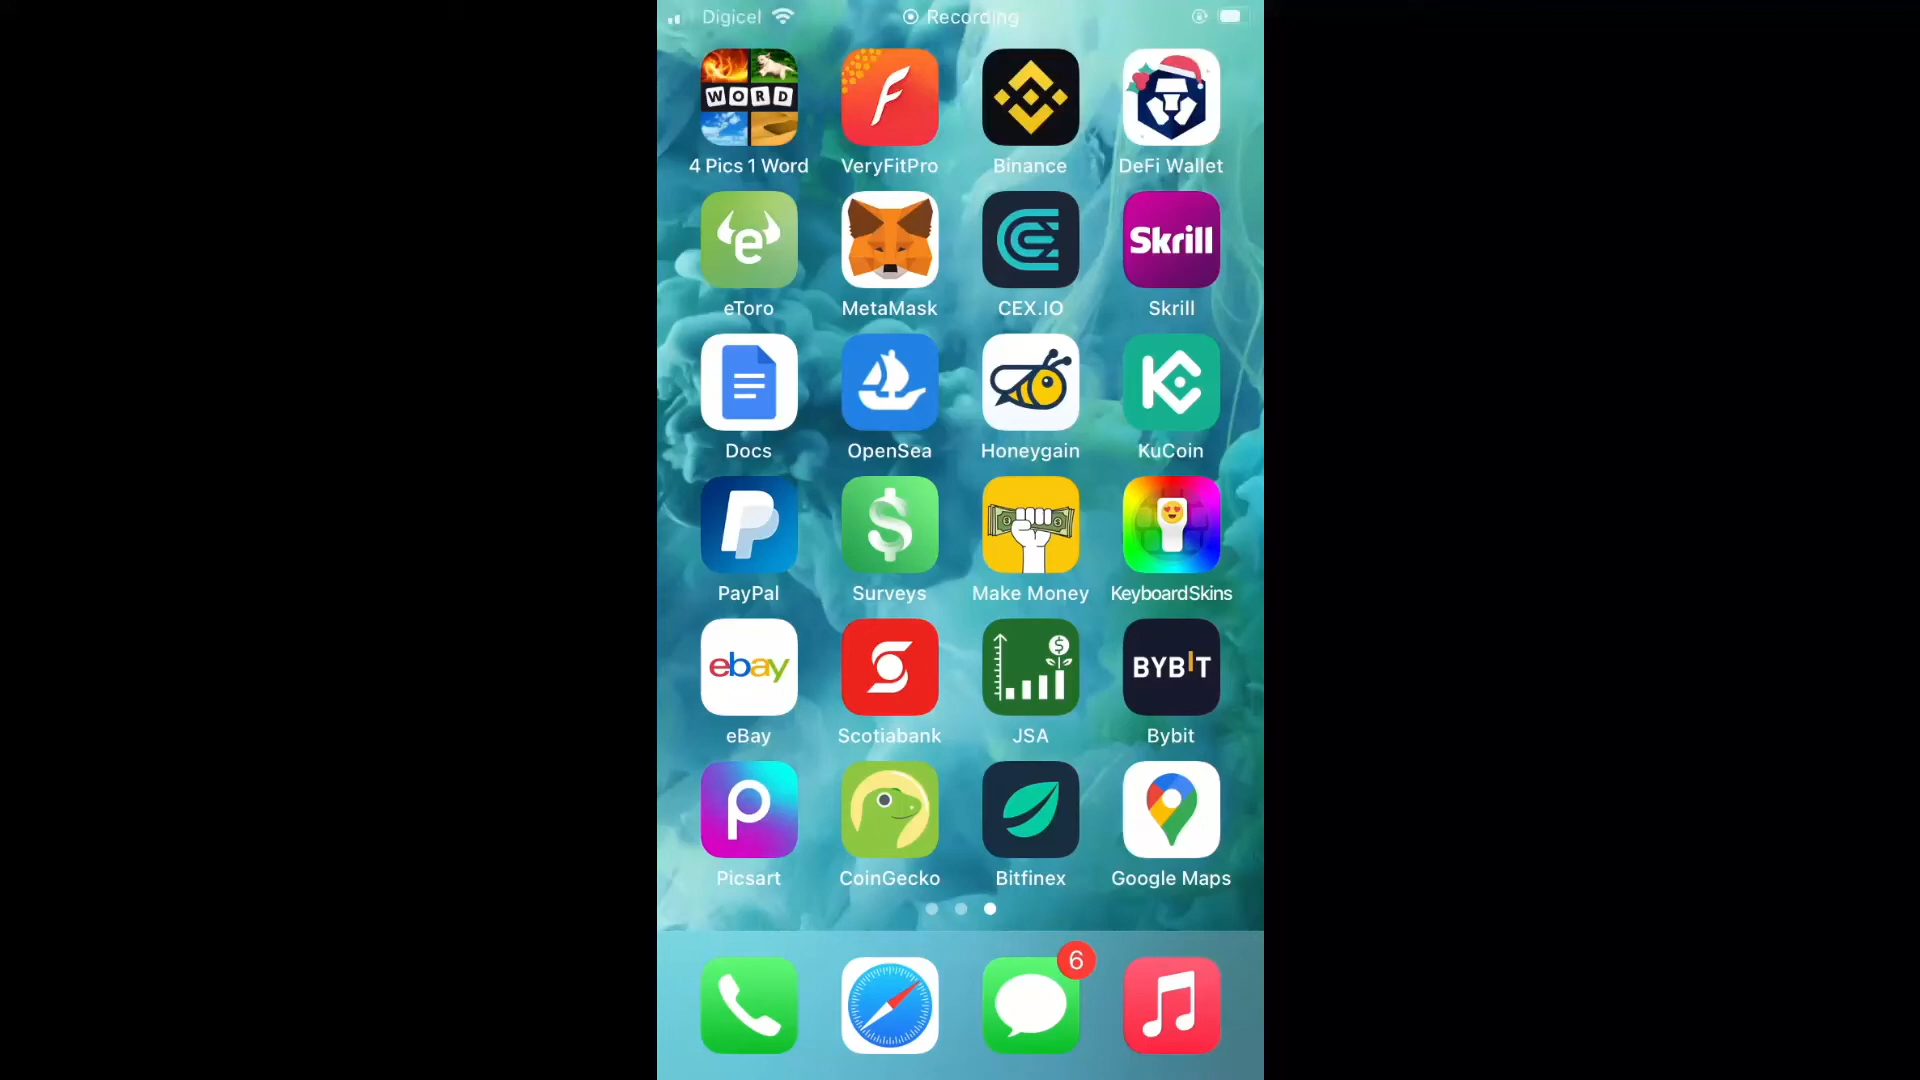 Digicel Recording
WORD
4 Pics 1 Word VeryFitPro Binance DeFi Wallet
Skrill
eToro MetaMask CEX.IO Skrill
Docs OpenSea Honeygain KuCoin
PayPal Surveys Make Money KeyboardSkins
ebay BYBIT
eBay Scotiabank JSA Bybit
Picsart CoinGecko Bitfinex Google Maps
6